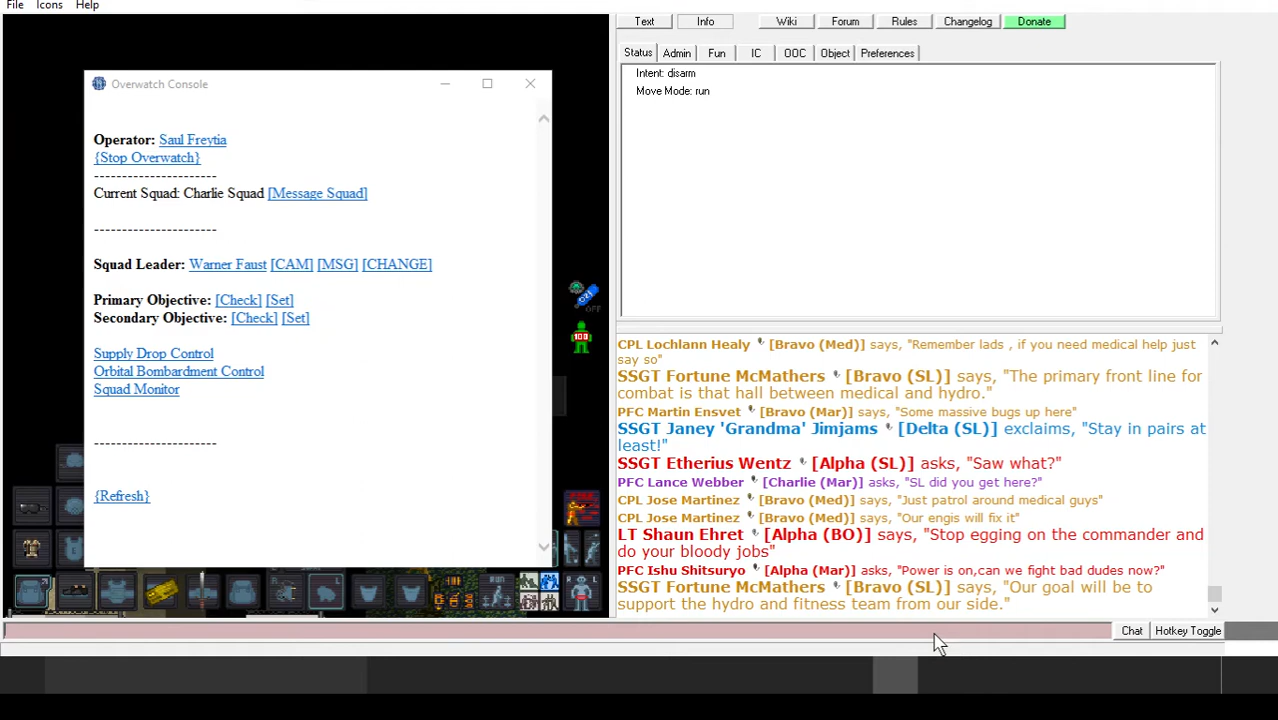 File Icons Help
Text Info Wiki Forum Rules Changelog Donate
Status Admin Fun IC OOC Object Preferences
Intent: disarm
Move Mode: run
Overwatch Console
Operator: Saul Freytia
{Stop Overwatch}
----------------------
Current Squad: Charlie Squad [Message Squad]
----------------------
Squad Leader: Warner Faust [CAM] [MSG] [CHANGE]
Primary Objective: [Check] [Set]
Secondary Objective: [Check] [Set]
Supply Drop Control
Orbital Bombardment Control
Squad Monitor
----------------------
{Refresh}
OFF
100
CPL Lochlann Healy [Bravo (Med)] says, "Remember lads , if you need medical help just
say so"
SSGT Fortune McMathers [Bravo (SL)] says, "The primary front line for
combat is that hall between medical and hydro."
PFC Martin Ensvet [Bravo (Mar)] says, "Some massive bugs up here"
SSGT Janey 'Grandma' Jimjams [Delta (SL)] exclaims, "Stay in pairs at
least!"
SSGT Etherius Wentz [Alpha (SL)] asks, "Saw what?"
PFC Lance Webber [Charlie (Mar)] asks, "SL did you get here?"
CPL Jose Martinez [Bravo (Med)] says, "Just patrol around medical guys"
CPL Jose Martinez [Bravo (Med)] says, "Our engis will fix it"
LT Shaun Ehret [Alpha (BO)] says, "Stop egging on the commander and
do your bloody jobs"
PFC Ishu Shitsuryo [Alpha (Mar)] asks, "Power is on,can we fight bad dudes now?"
SSGT Fortune McMathers [Bravo (SL)] says, "Our goal will be to
support the hydro and fitness team from our side."
Chat Hotkey Toggle